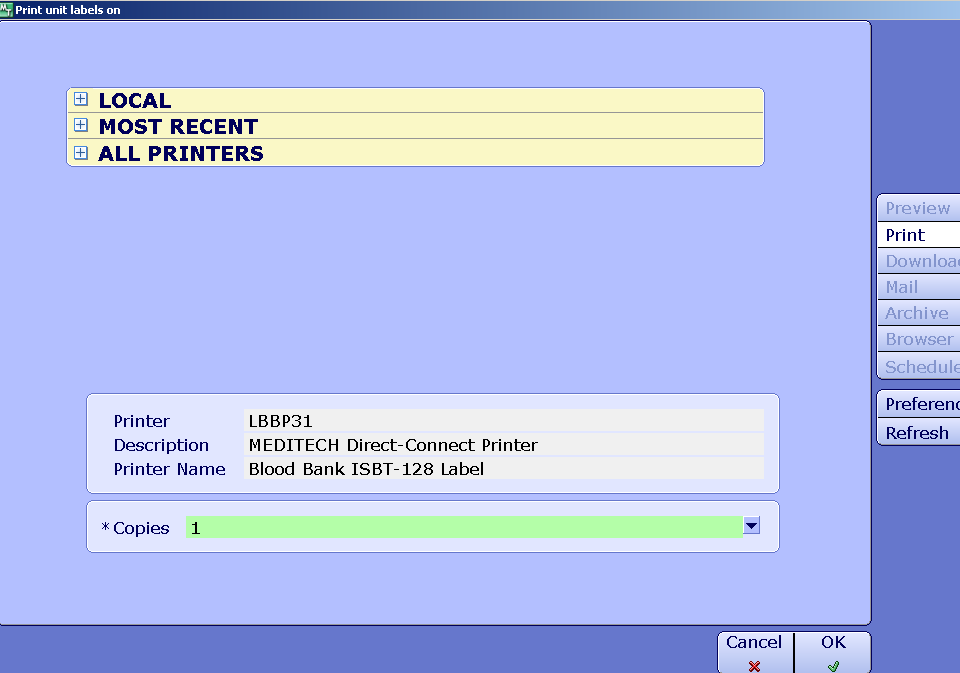 Print unit labels on
LOCAL
MOST RECENT
ALL PRINTERS
Preview
Print
Downloa
Mail
Archive
Browser
Schedule
Preferenc
Refresh
Printer LBBP31
Description MEDITECH Direct-Connect Printer
Printer Name Blood Bank ISBT-128 Label
*Copies 1
Cancel OK